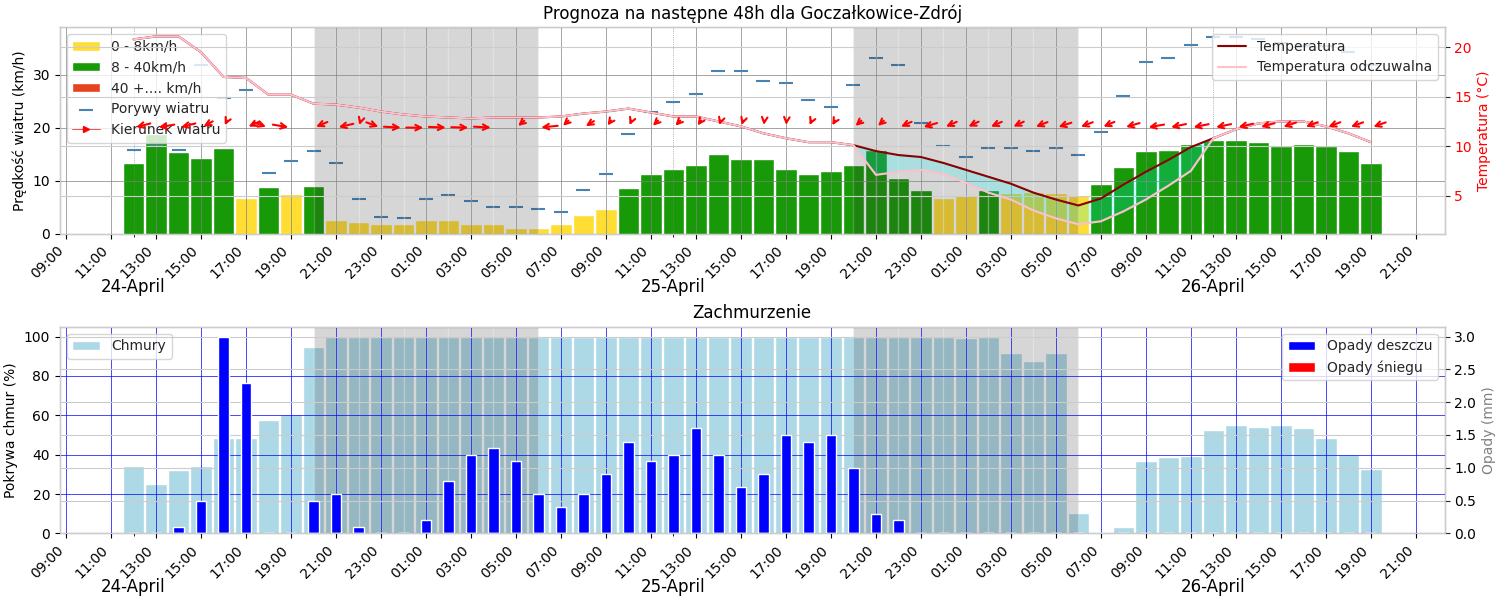 Prognoza na następne 48h dla Goczałkowice-Zdrój
Prędkość wiatru (km/h)
30
20
10
0
0 - 8km/h
8 - 40km/h
40 +.... km/h
Porywy wiatru
Kierunek wiatru
Temperatura
Temperatura odczuwalna
20
15
10
5
Temperatura (°C)
09:00 11:00 13:00 15:00 17:00 19:00 21:00 23:00 01:00 03:00 05:00 07:00 09:00 11:00 13:00 15:00 17:00 19:00 21:00 23:00 01:00 03:00 05:00 07:00 09:00 11:00 13:00 15:00 17:00 19:00 21:00
24-April 25-April 26-April
Zachmurzenie
Pokrywa chmur (%)
100
80
60
40
20
0
Chmury
Opady deszczu
Opady śniegu
3.0
2.5
2.0
1.5
1.0
0.5
0.0
Opady (mm)
09:00 11:00 13:00 15:00 17:00 19:00 21:00 23:00 01:00 03:00 05:00 07:00 09:00 11:00 13:00 15:00 17:00 19:00 21:00 23:00 01:00 03:00 05:00 07:00 09:00 11:00 13:00 15:00 17:00 19:00 21:00
24-April 25-April 26-April